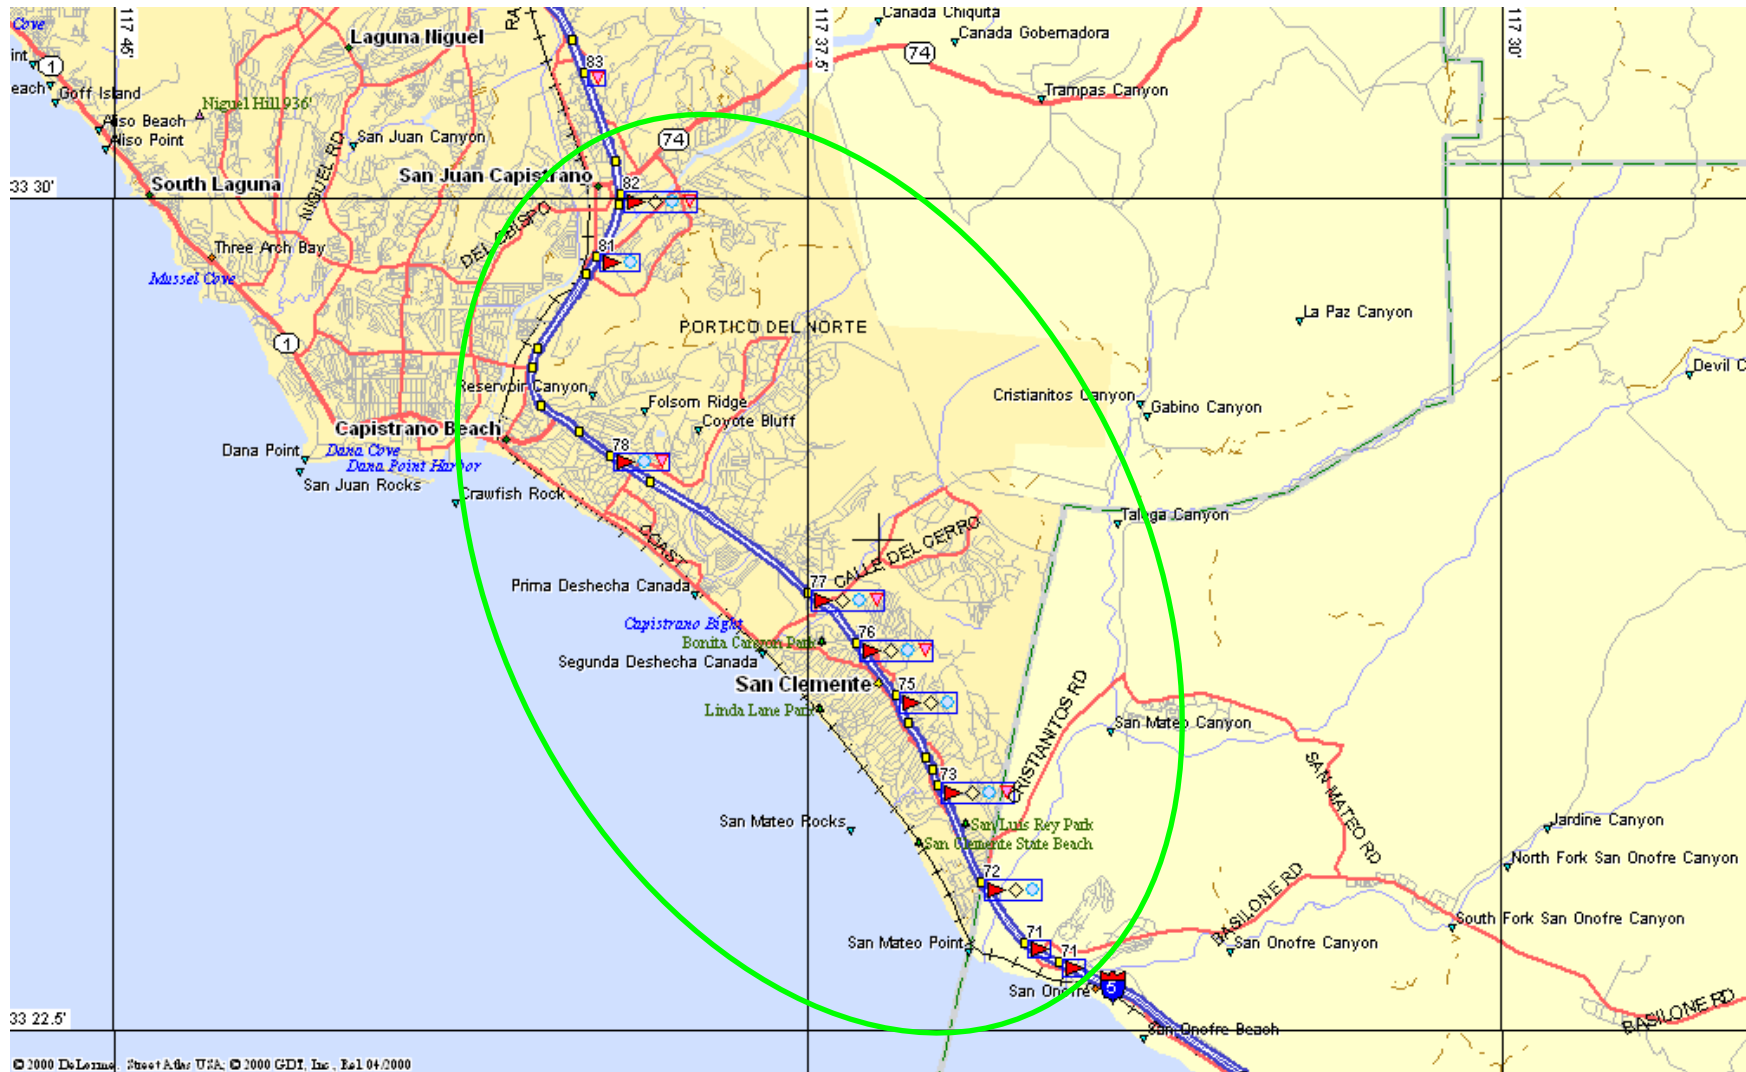 Cove
117 45'
RA
Laguna Niguel
83
Canada Chiquita
Canada Gobernadora
117 37.5'
74
117 30'
1
each
Goff Island
Niguel Hill 936'
Trampas Canyon
Aliso Beach
Aliso Point
San Juan Canyon
74
NIGUEL RD
33 30'
South Laguna
San Juan Capistrano
82
DEL OBISPO
81
Three Arch Bay
Mussel Cove
1
PORTICO DEL NORTE
La Paz Canyon
Devil C
Reservoir Canyon
Folsom Ridge
Coyote Bluff
Cristianitos Canyon
Gabino Canyon
Capistrano Beach
78
Dana Point
Dana Cove
Dana Point Harbor
San Juan Rocks
Crawfish Rock
COAST
Talega Canyon
CALLE DEL CERRO
77
Prima Deshecha Canada
Capistrano Bight
76
Bonita Canyon Park
Segunda Deshecha Canada
San Clemente
75
Linda Lane Park
CRISTIANITOS RD
San Mateo Canyon
SAN MATEO RD
73
San Mateo Rocks
San Luis Rey Park
San Clemente State Beach
Jardine Canyon
North Fork San Onofre Canyon
72
BASILONE RD
South Fork San Onofre Canyon
71
71
San Mateo Point
San Onofre Canyon
San Onofre
5
BASILONE RD
33 22.5'
San Onofre Beach
© 2000 DeLorme. Street Atlas USA; © 2000 GDT, Inc., Rel. 04/2000